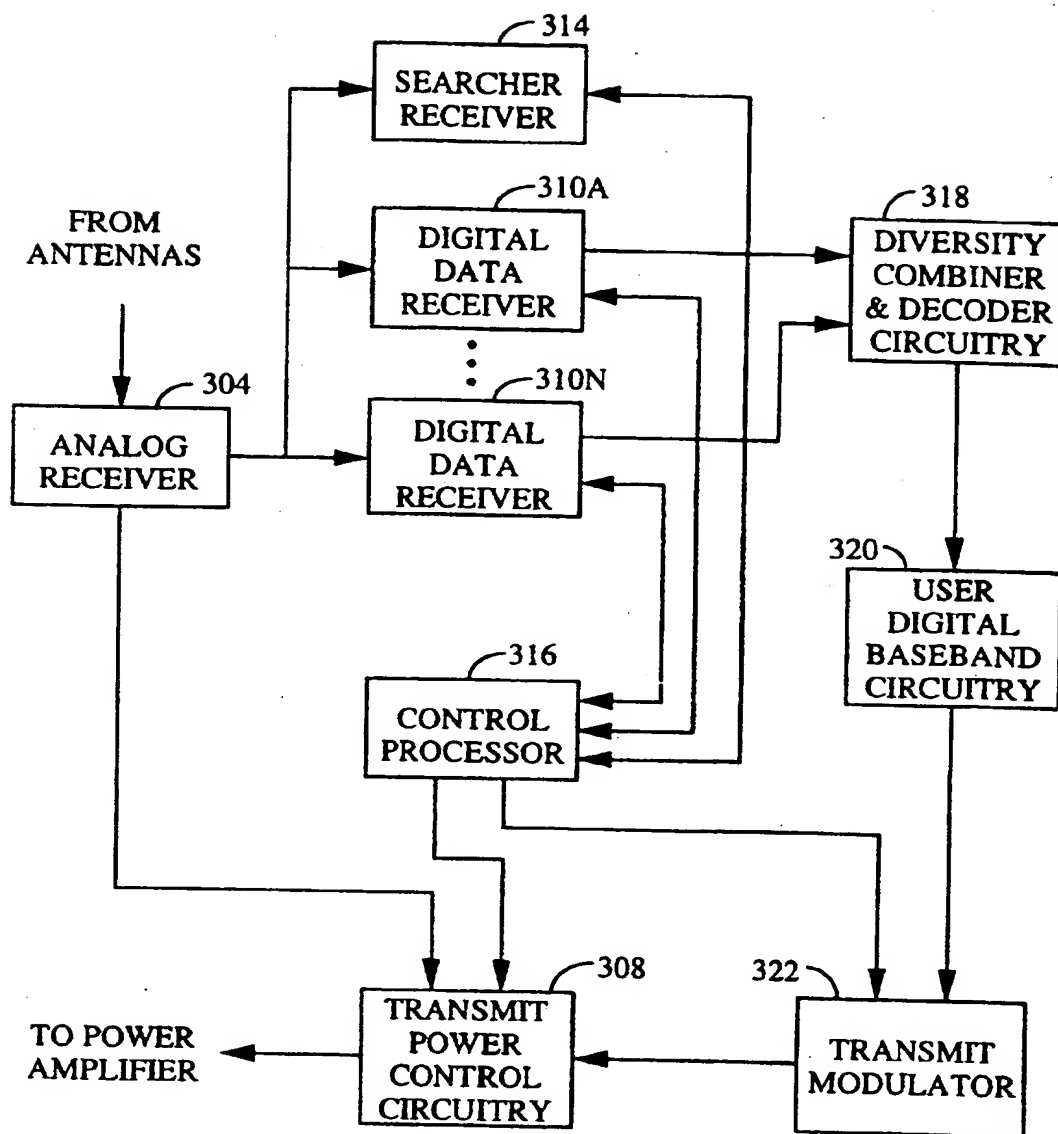 314
SEARCHER
RECEIVER
310A
DIGITAL
DATA
RECEIVER
318
DIVERSITY
COMBINER
& DECODER
CIRCUITRY
FROM
ANTENNAS
304
ANALOG
RECEIVER
310N
DIGITAL
DATA
RECEIVER
320
USER
DIGITAL
BASEBAND
CIRCUITRY
316
CONTROL
PROCESSOR
308
TRANSMIT
POWER
CONTROL
CIRCUITRY
322
TRANSMIT
MODULATOR
TO POWER
AMPLIFIER